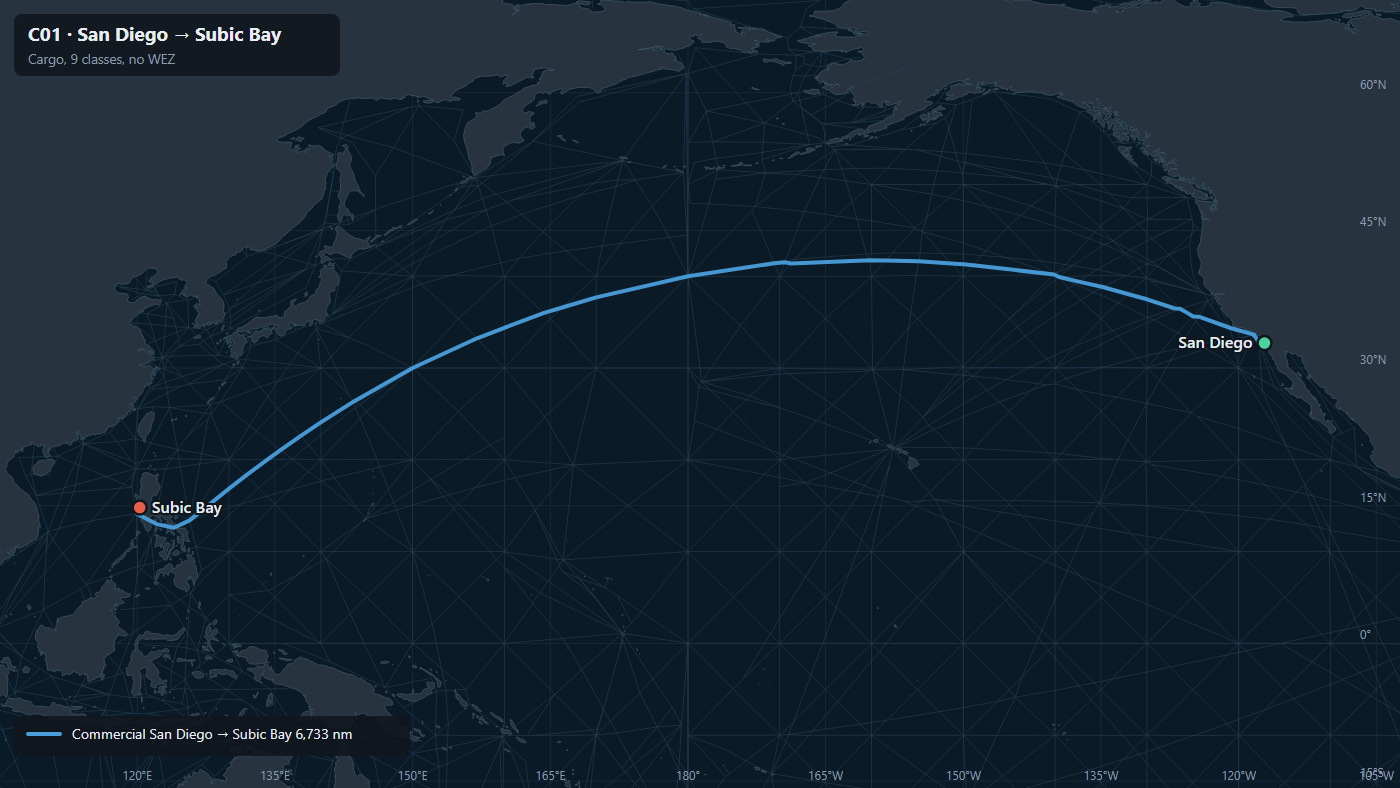 C01 · San Diego → Subic Bay
Cargo, 9 classes, no WEZ
60°N
45°N
San Diego
30°N
Subic Bay
15°N
0°
Commercial San Diego → Subic Bay 6,733 nm
120°E
135°E
150°E
165°E
180°
165°W
150°W
135°W
120°W
105°W
15°S